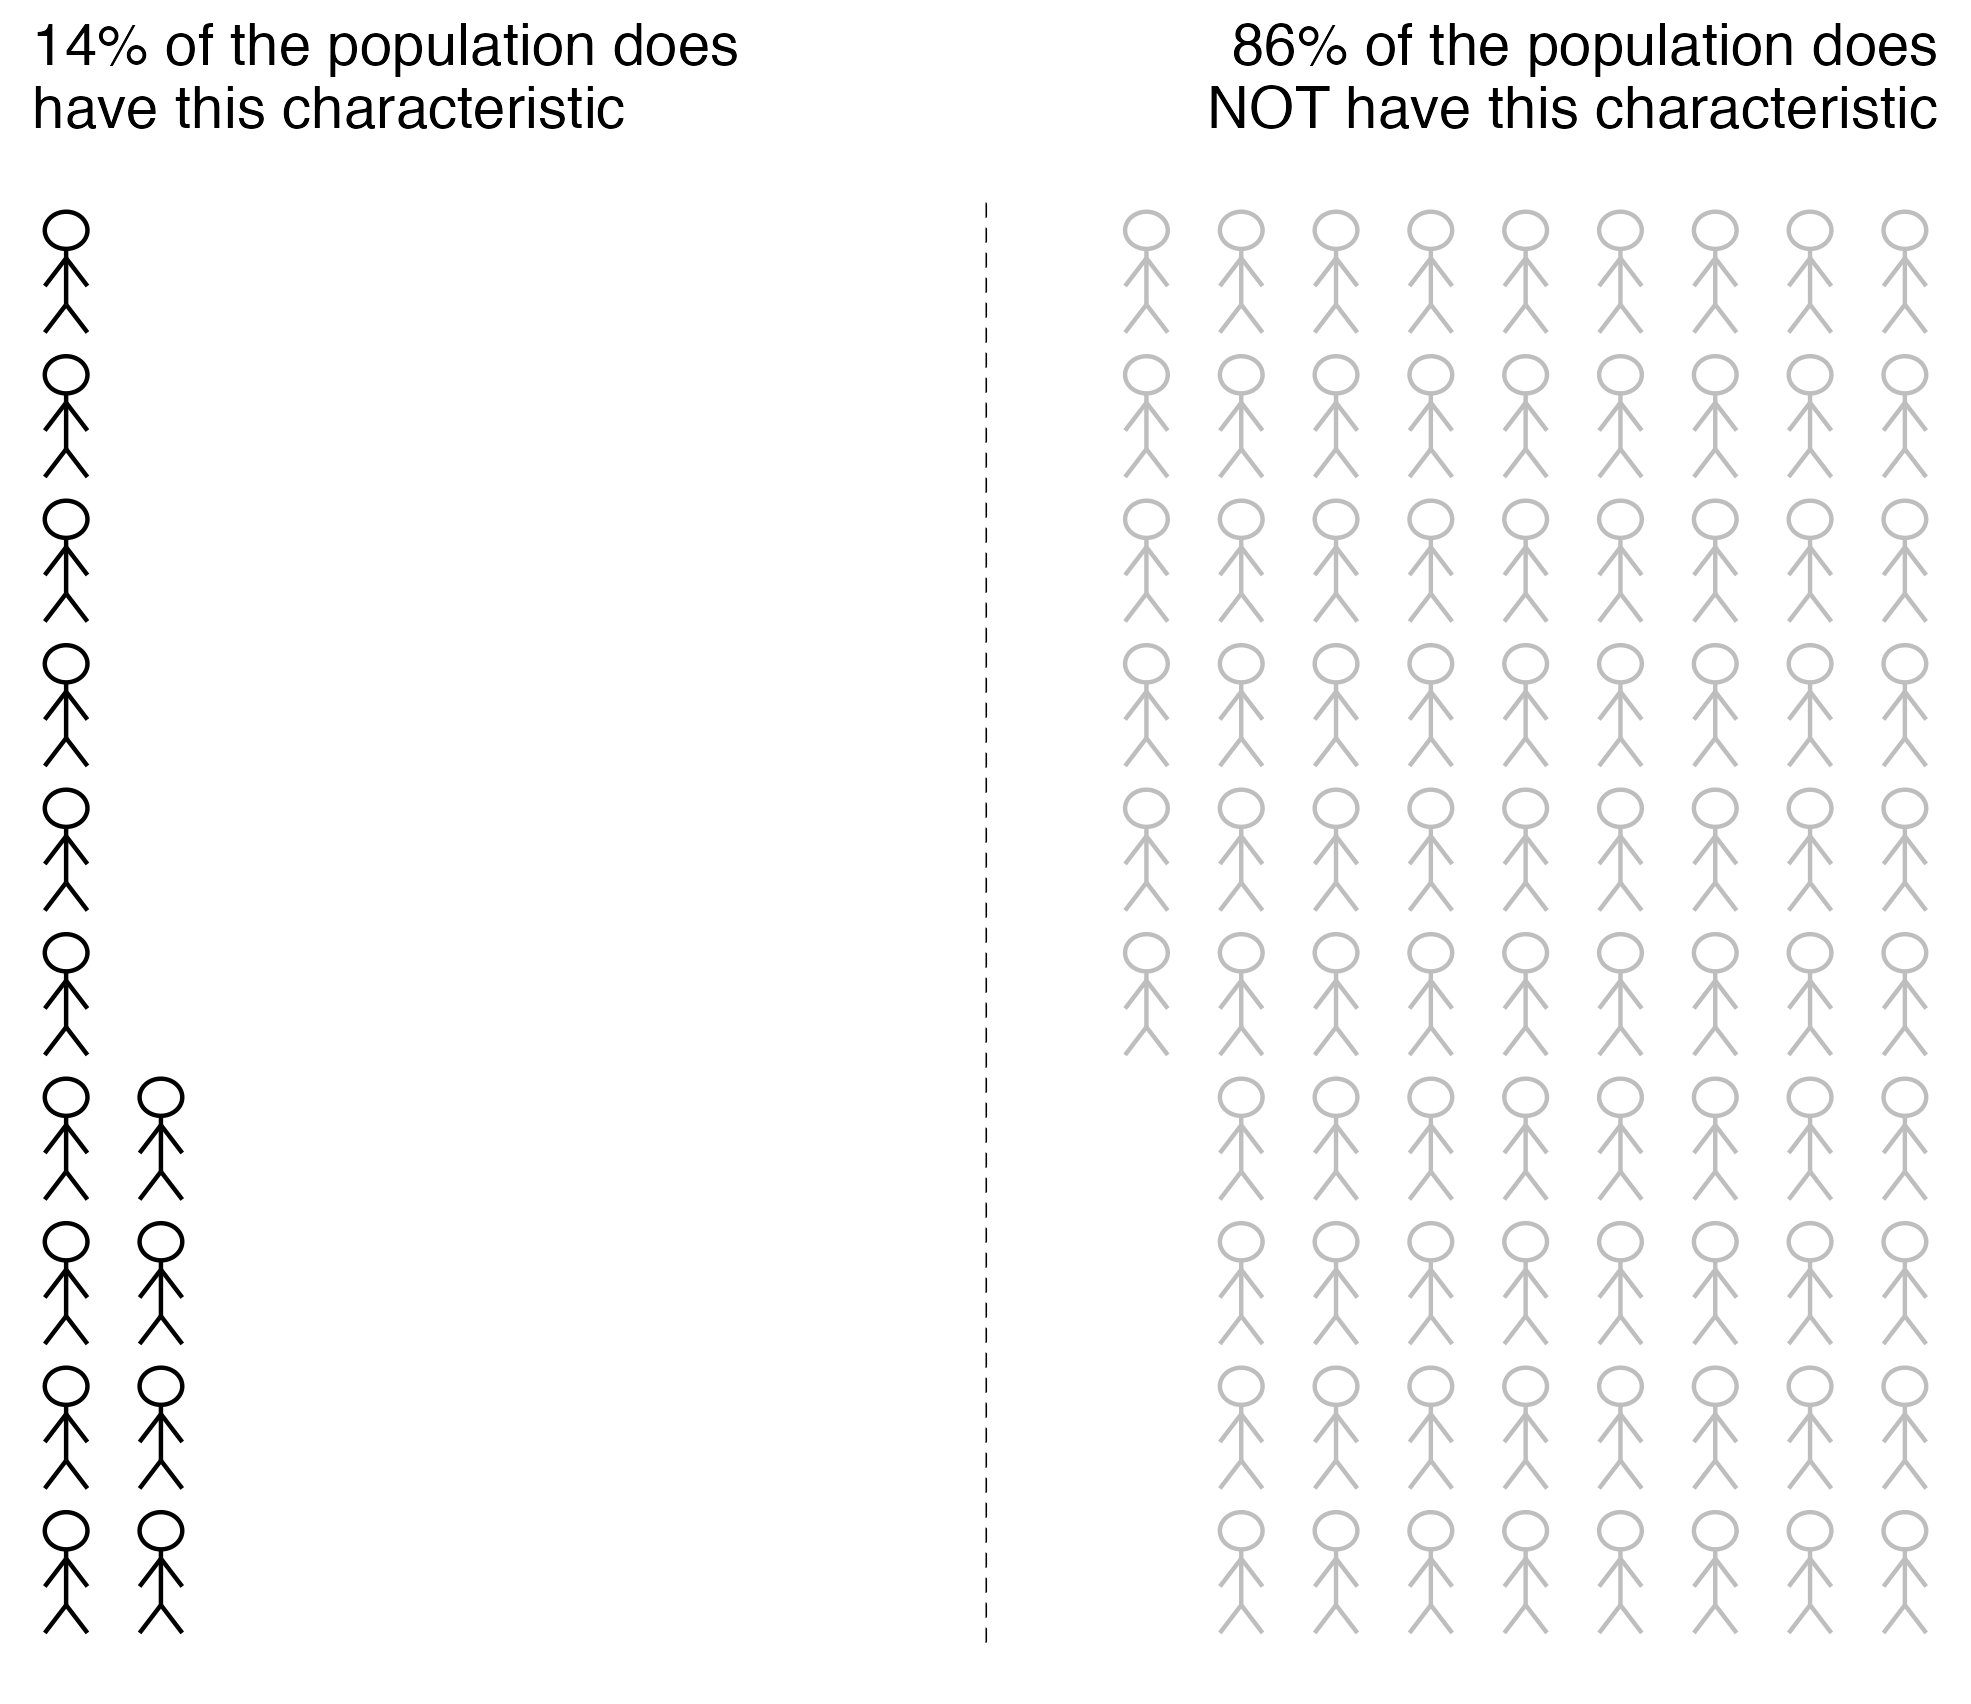 14% of the population does
have this characteristic
86% of the population does
NOT have this characteristic